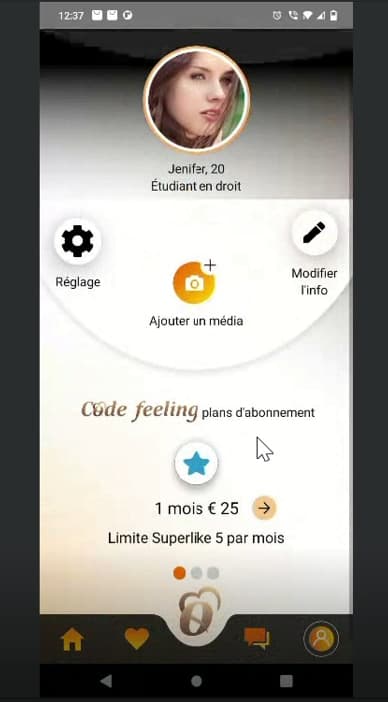 12:37
Jenifer, 20
Étudiant en droit
Réglage
Modifier
l'info
Ajouter un média
Code feeling plans d'abonnement
1 mois € 25
Limite Superlike 5 par mois